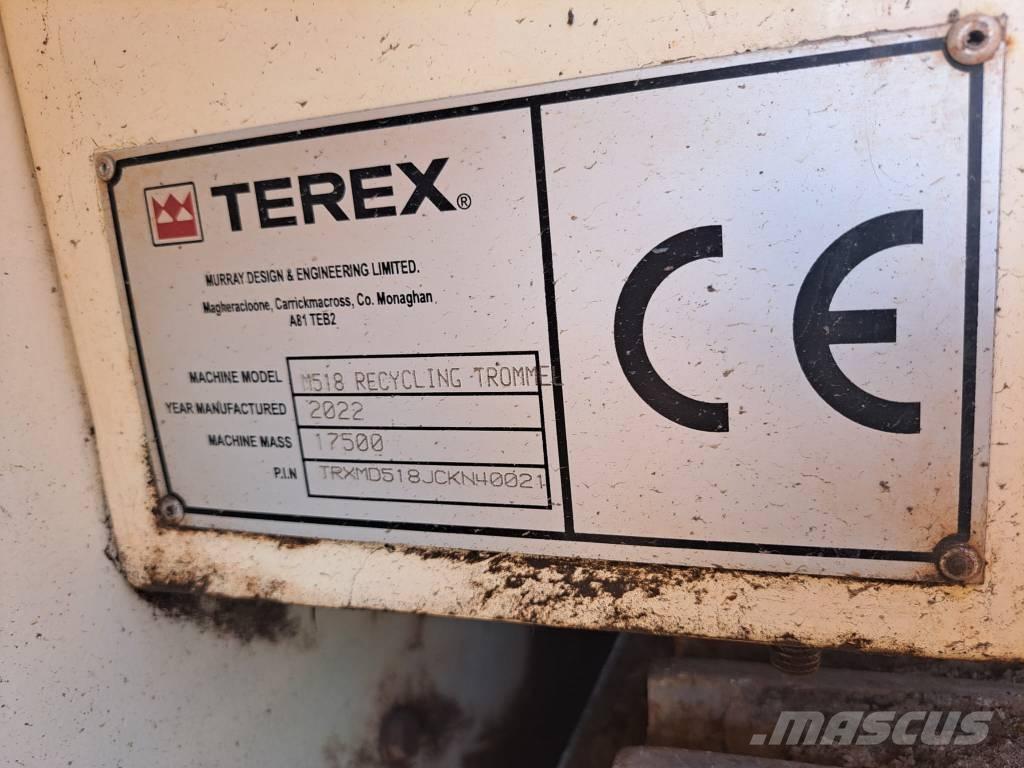 TEREX®
MURRAY DESIGN & ENGINEERING LIMITED.
Magheracloone, Carrickmacross, Co. Monaghan
A81 TEB2
MACHINE MODEL M518 RECYCLING TROMMEL
YEAR MANUFACTURED 2022
MACHINE MASS 17500
P.I.N TRXMD518JCKN40021
CE
MASCUS